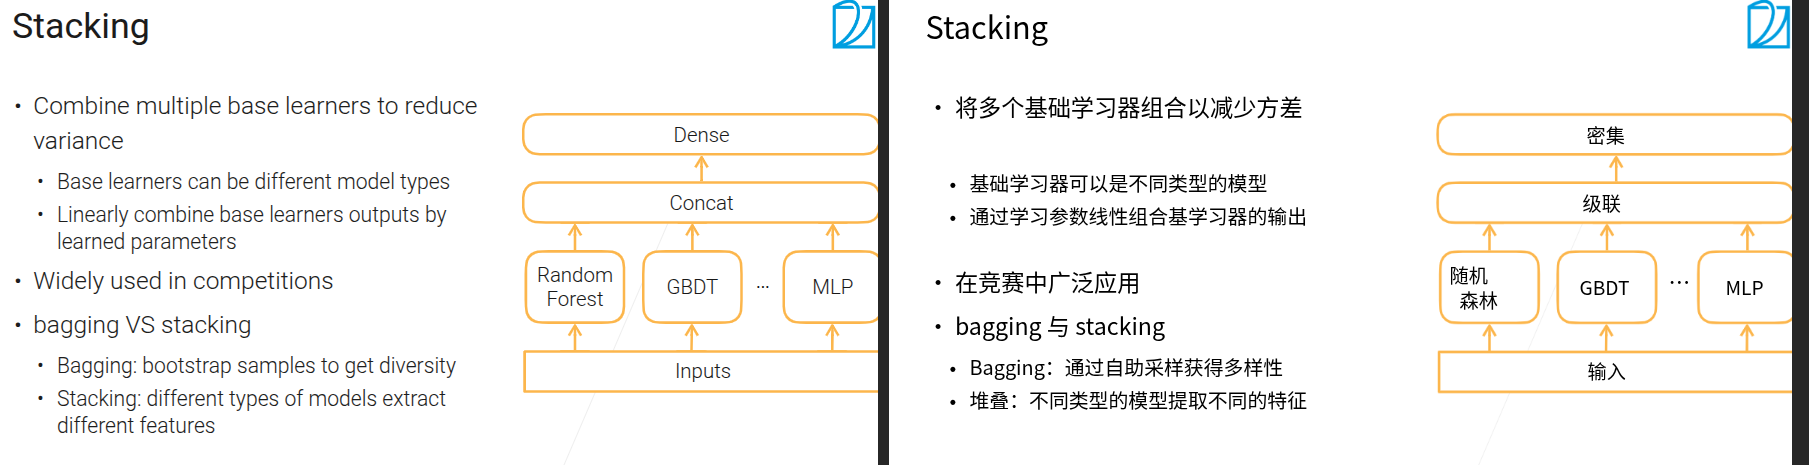 Stacking
• Combine multiple base learners to reduce
variance
• Base learners can be different model types
• Linearly combine base learners outputs by
learned parameters
• Widely used in competitions
• bagging VS stacking
• Bagging: bootstrap samples to get diversity
• Stacking: different types of models extract
different features
Dense
Concat
Random
Forest
GBDT
...
MLP
Inputs
Stacking
• 将多个基础学习器组合以减少方差
• 基础学习器可以是不同类型的模型
• 通过学习参数线性组合基学习器的输出
• 在竞赛中广泛应用
• bagging 与 stacking
• Bagging：通过自助采样获得多样性
• 堆叠：不同类型的模型提取不同的特征
密集
级联
随机
森林
GBDT
...
MLP
输入